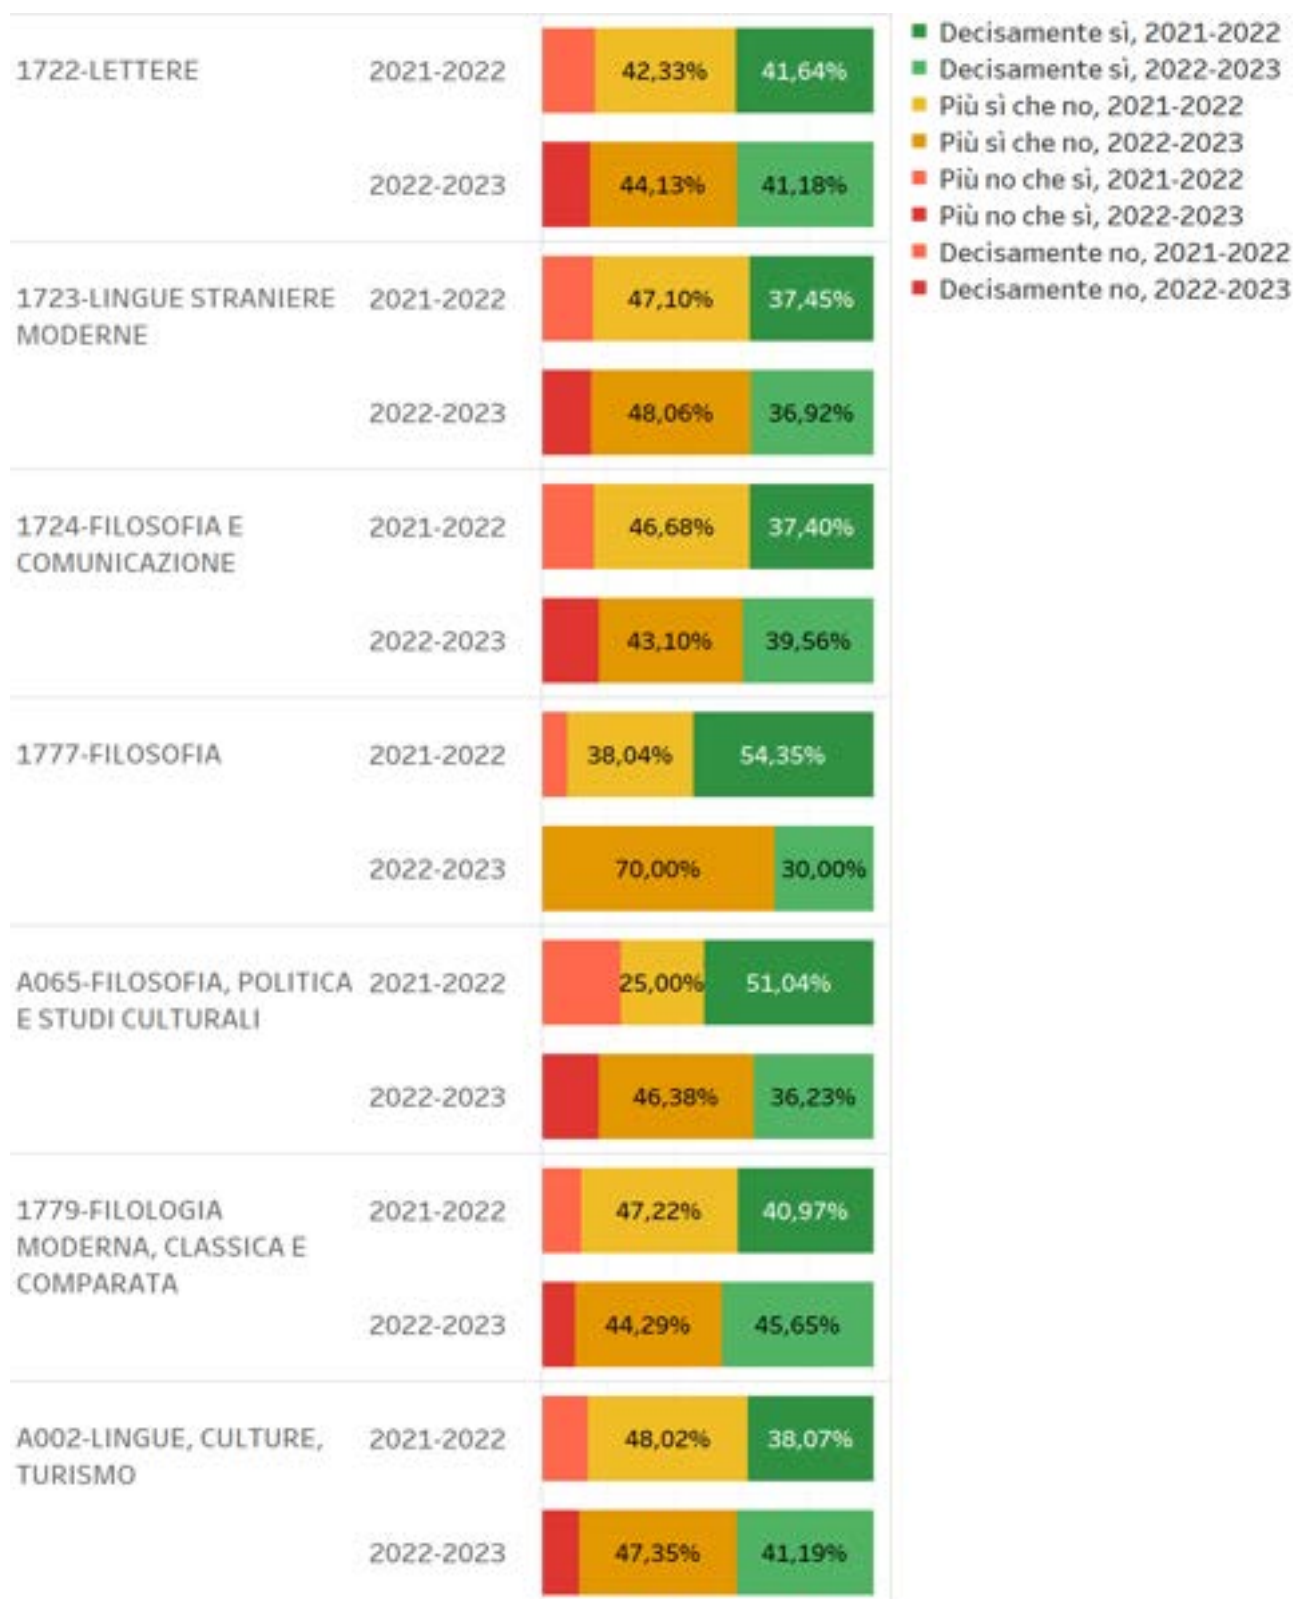 1722-LETTERE 2021-2022 42,33% 41,64%
2022-2023 44,13% 41,18%
1723-LINGUE STRANIERE 2021-2022 47,10% 37,45%
MODERNE
2022-2023 48,06% 36,92%
1724-FILOSOFIA E 2021-2022 46,68% 37,40%
COMUNICAZIONE
2022-2023 43,10% 39,56%
1777-FILOSOFIA 2021-2022 38,04% 54,35%
2022-2023 70,00% 30,00%
A065-FILOSOFIA, POLITICA 2021-2022 25,00% 51,04%
E STUDI CULTURALI
2022-2023 46,38% 36,23%
1779-FILOLOGIA 2021-2022 47,22% 40,97%
MODERNA, CLASSICA E
COMPARATA
2022-2023 44,29% 45,65%
A002-LINGUE, CULTURE, 2021-2022 48,02% 38,07%
TURISMO
2022-2023 47,35% 41,19%
Decisamente sì, 2021-2022
Decisamente sì, 2022-2023
Più sì che no, 2021-2022
Più sì che no, 2022-2023
Più no che sì, 2021-2022
Più no che sì, 2022-2023
Decisamente no, 2021-2022
Decisamente no, 2022-2023